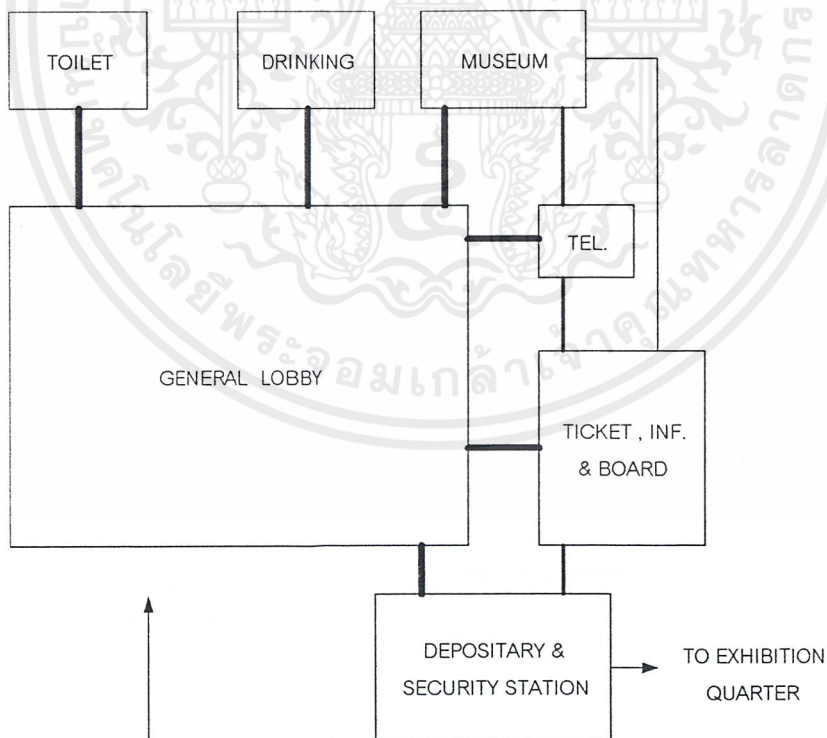 TOILET
DRINKING
MUSEUM
TEL.
GENERAL LOBBY
TICKET , INF.
& BOARD
DEPOSITARY &
SECURITY STATION
TO EXHIBITION
QUARTER